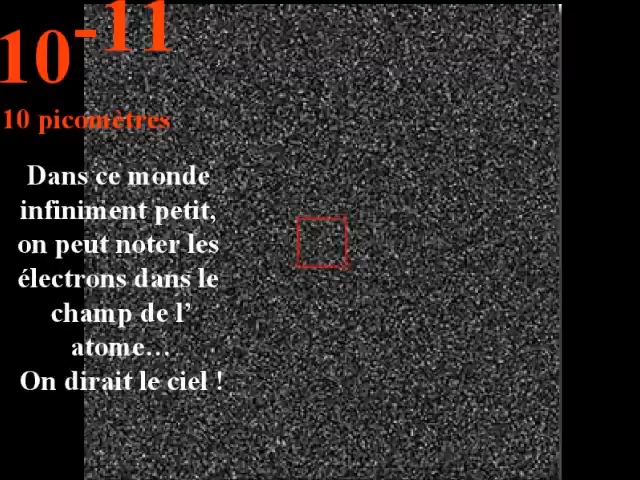 10-11
10 picomètres
Dans ce monde
infiniment petit,
on peut noter les
électrons dans le
champ de l’
atome…
On dirait le ciel !